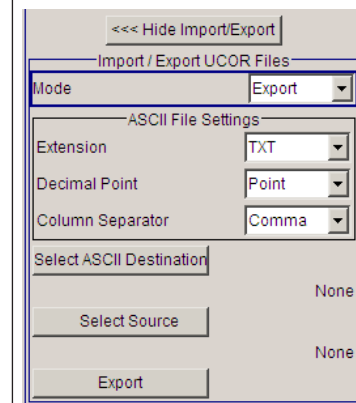 <<< Hide Import/Export
Import / Export UCOR Files
Mode Export
ASCII File Settings
Extension TXT
Decimal Point Point
Column Separator Comma
Select ASCII Destination
None
Select Source
None
Export